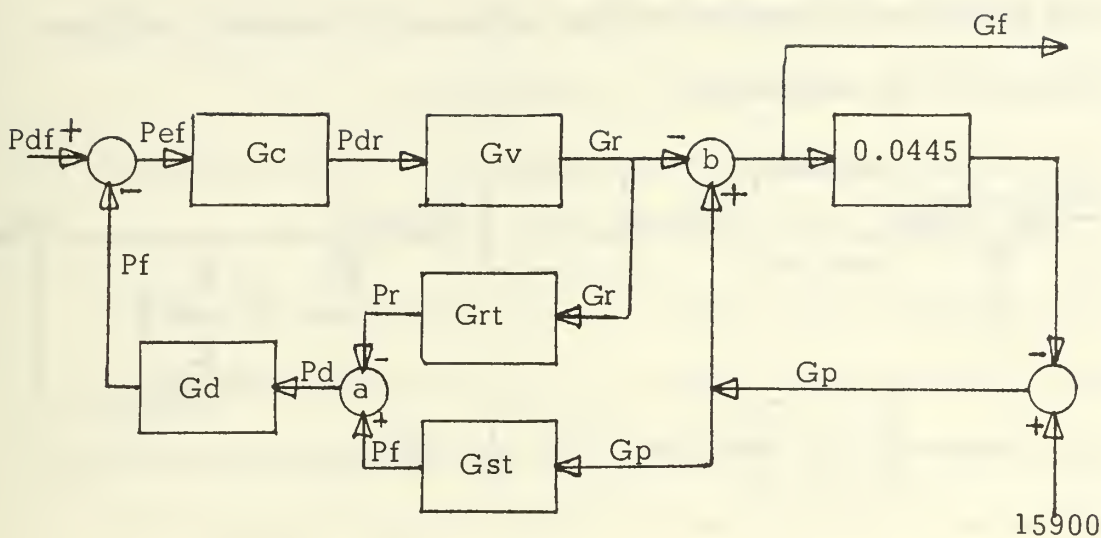 Gf
Pdf + Pef Gc Pdr Gv Gr - b 0.0445
- +
Pf Pr Grt Gr
- -
Gd Pd a Gp
+ +
Pf Gst Gp
15900